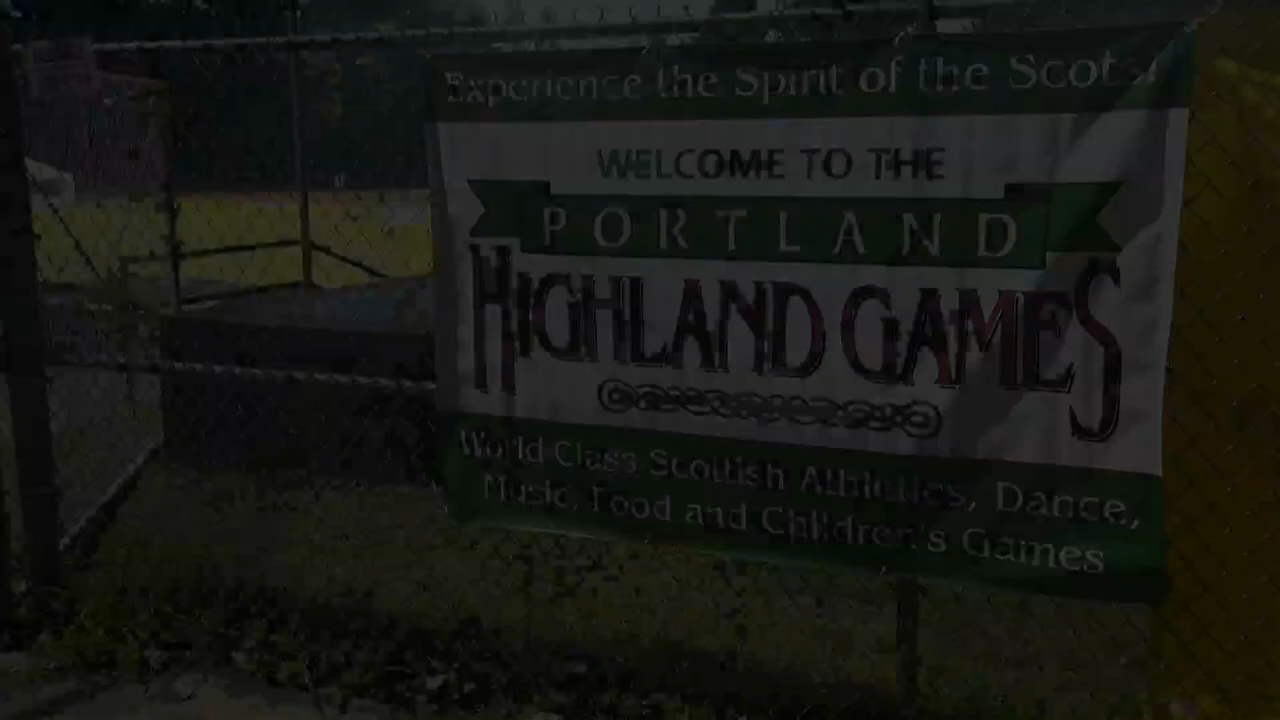 Experience the Spirit of the Scots!
WELCOME TO THE
PORTLAND
HIGHLAND GAMES
World Class Scottish Athletics, Dance,
Music, Food and Children's Games